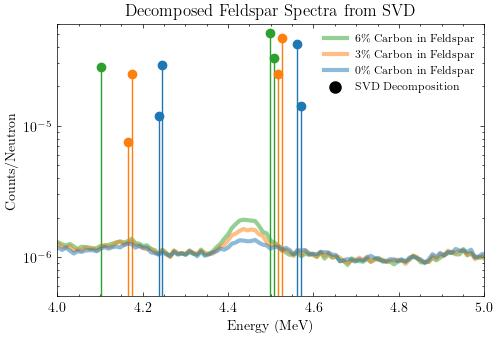 Decomposed Feldspar Spectra from SVD
Counts/Neutron
10⁻⁵
10⁻⁶
6% Carbon in Feldspar
3% Carbon in Feldspar
0% Carbon in Feldspar
SVD Decomposition
4.0 4.2 4.4 4.6 4.8 5.0
Energy (MeV)